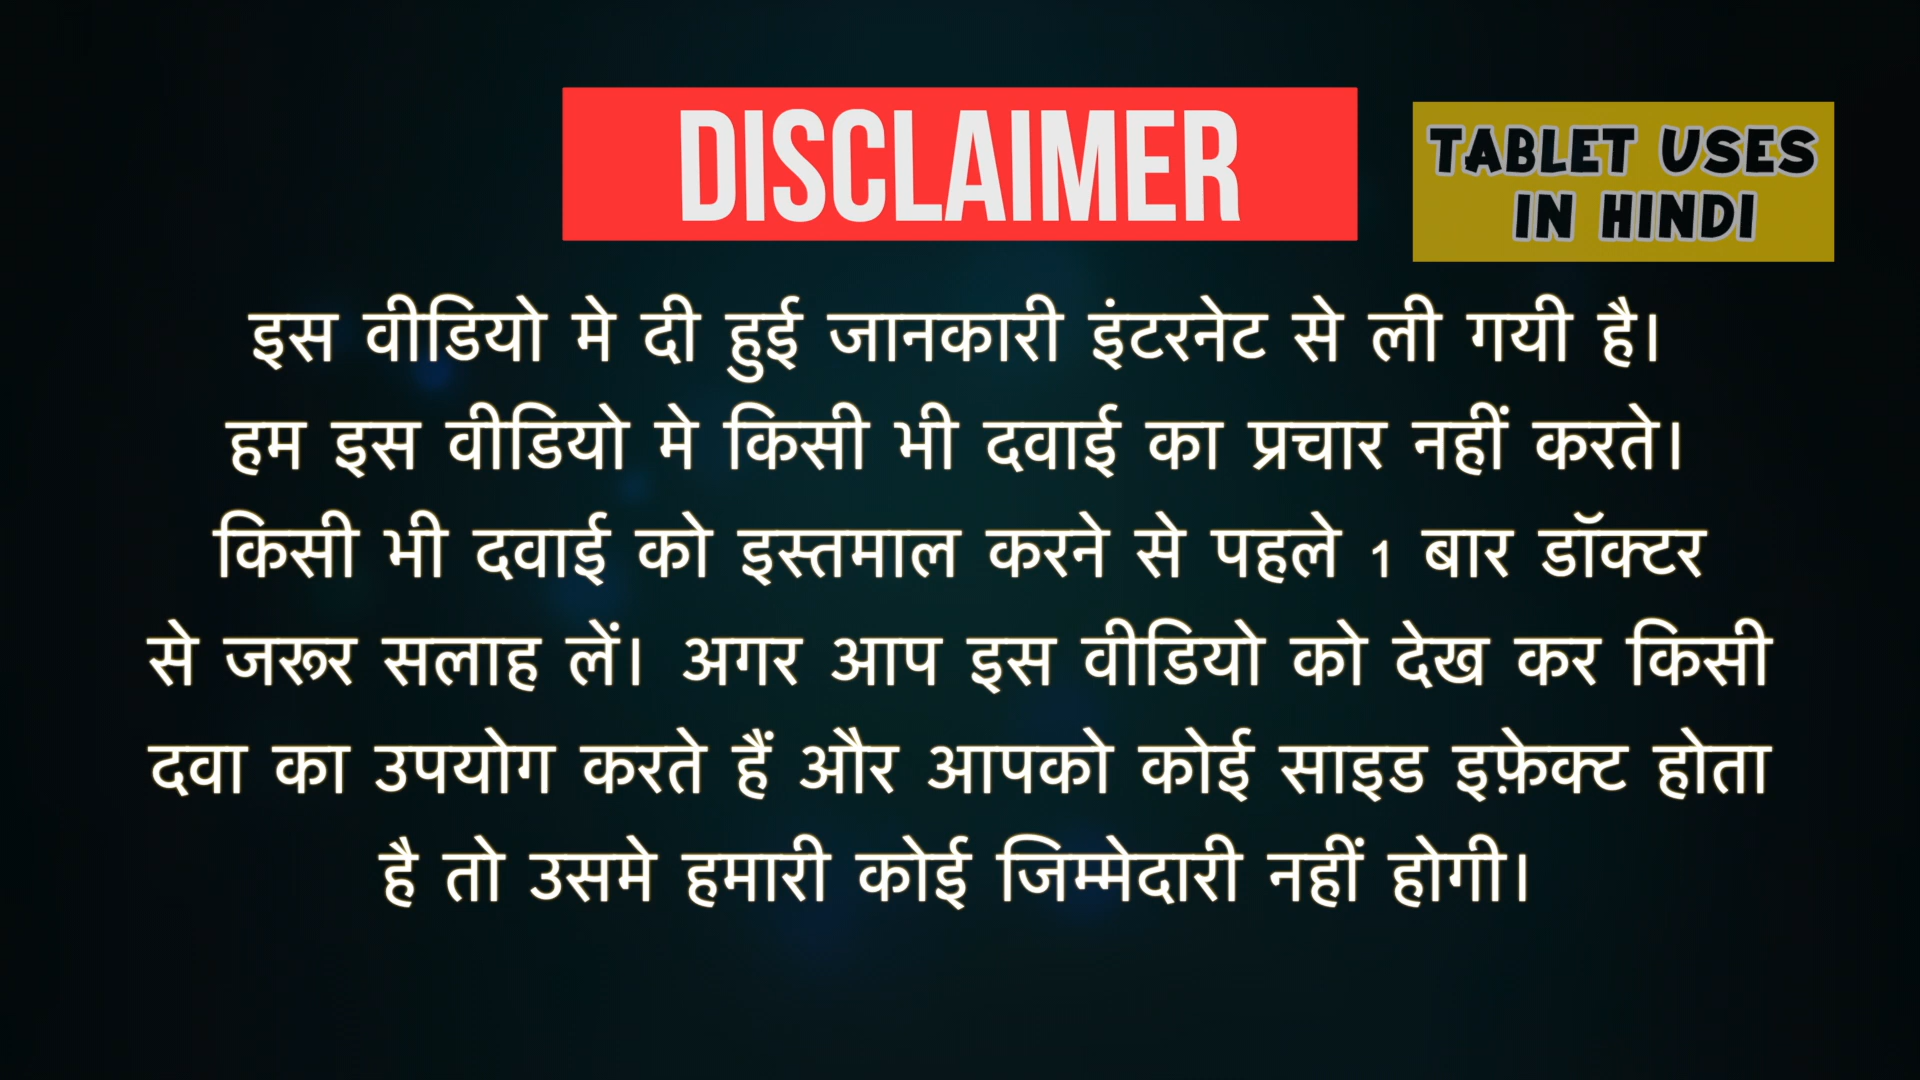 DISCLAIMER
TABLET USES
IN HINDI
इस वीडियो मे दी हुई जानकारी इंटरनेट से ली गयी है।
हम इस वीडियो मे किसी भी दवाई का प्रचार नहीं करते।
किसी भी दवाई को इस्तमाल करने से पहले 1 बार डॉक्टर
से जरूर सलाह लें। अगर आप इस वीडियो को देख कर किसी
दवा का उपयोग करते हैं और आपको कोई साइड इफ़ेक्ट होता
है तो उसमे हमारी कोई जिम्मेदारी नहीं होगी।